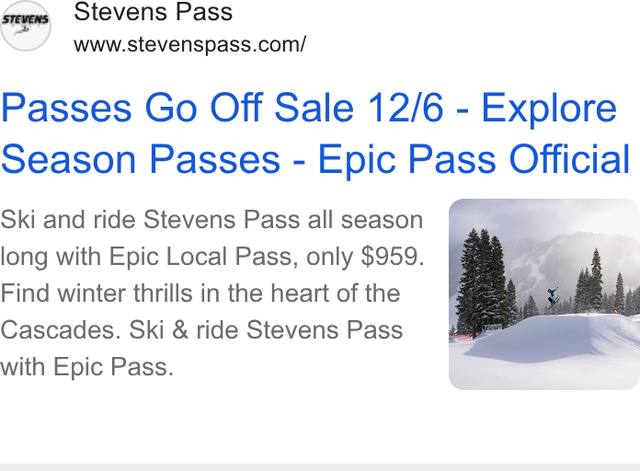 STEVENS
Stevens Pass
www.stevenspass.com/
Passes Go Off Sale 12/6 - Explore
Season Passes - Epic Pass Official
Ski and ride Stevens Pass all season
long with Epic Local Pass, only $959.
Find winter thrills in the heart of the
Cascades. Ski & ride Stevens Pass
with Epic Pass.